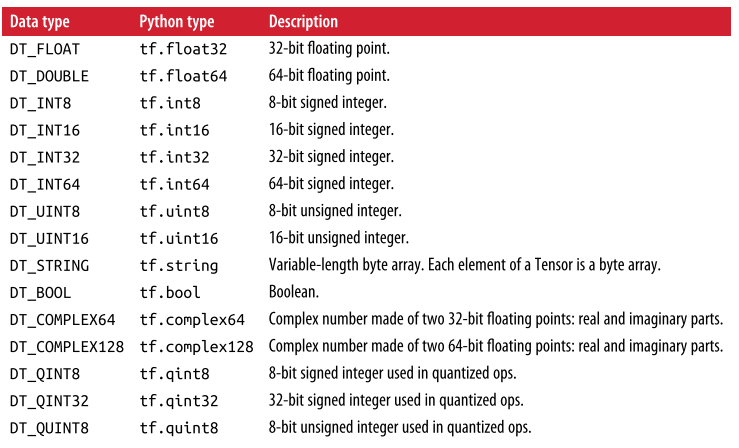 Data type Python type Description
DT_FLOAT tf.float32 32-bit floating point.
DT_DOUBLE tf.float64 64-bit floating point.
DT_INT8 tf.int8 8-bit signed integer.
DT_INT16 tf.int16 16-bit signed integer.
DT_INT32 tf.int32 32-bit signed integer.
DT_INT64 tf.int64 64-bit signed integer.
DT_UINT8 tf.uint8 8-bit unsigned integer.
DT_UINT16 tf.uint16 16-bit unsigned integer.
DT_STRING tf.string Variable-length byte array. Each element of a Tensor is a byte array.
DT_BOOL tf.bool Boolean.
DT_COMPLEX64 tf.complex64 Complex number made of two 32-bit floating points: real and imaginary parts.
DT_COMPLEX128 tf.complex128 Complex number made of two 64-bit floating points: real and imaginary parts.
DT_QINT8 tf.qint8 8-bit signed integer used in quantized ops.
DT_QINT32 tf.qint32 32-bit signed integer used in quantized ops.
DT_QUINT8 tf.quint8 8-bit unsigned integer used in quantized ops.